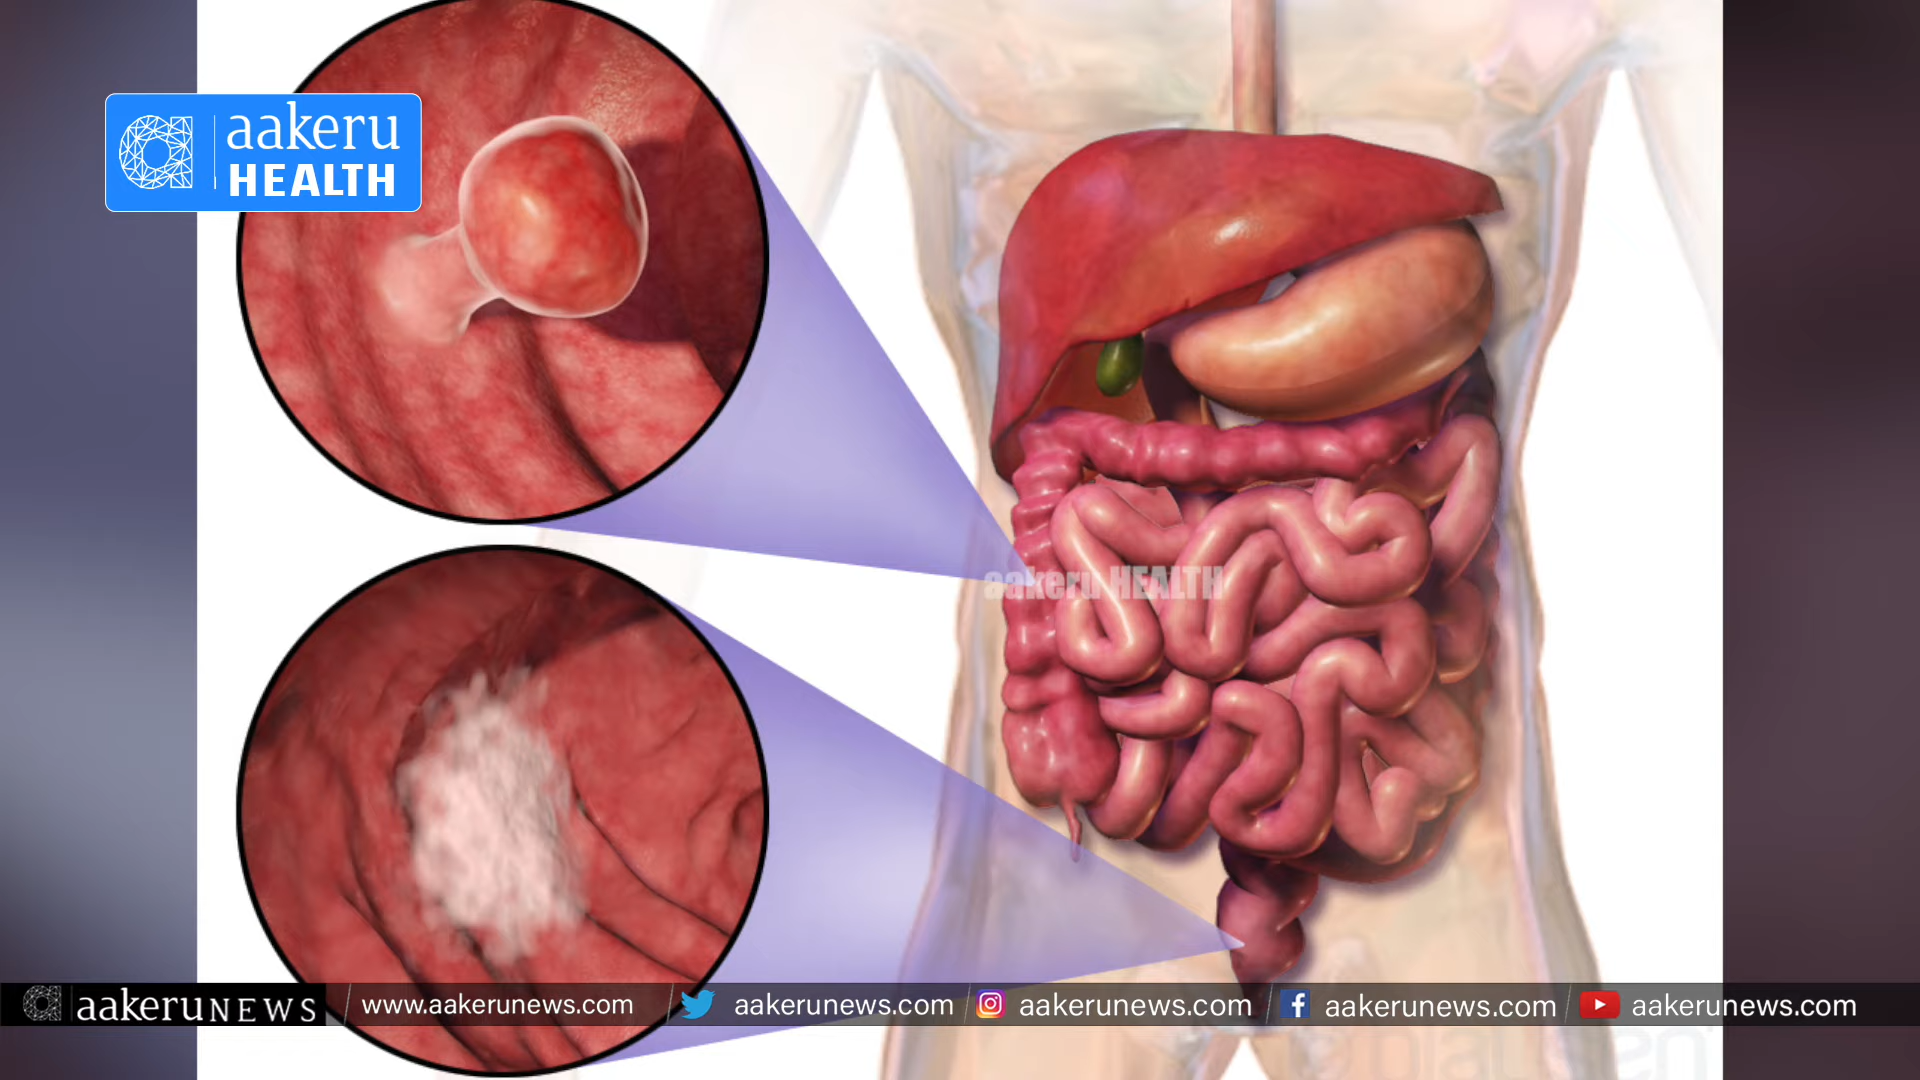 aakeru
HEALTH
aakeru HEALTH
aakeruNEWS
www.aakerunews.com
aakerunews.com
aakerunews.com
aakerunews.com
aakerunews.com